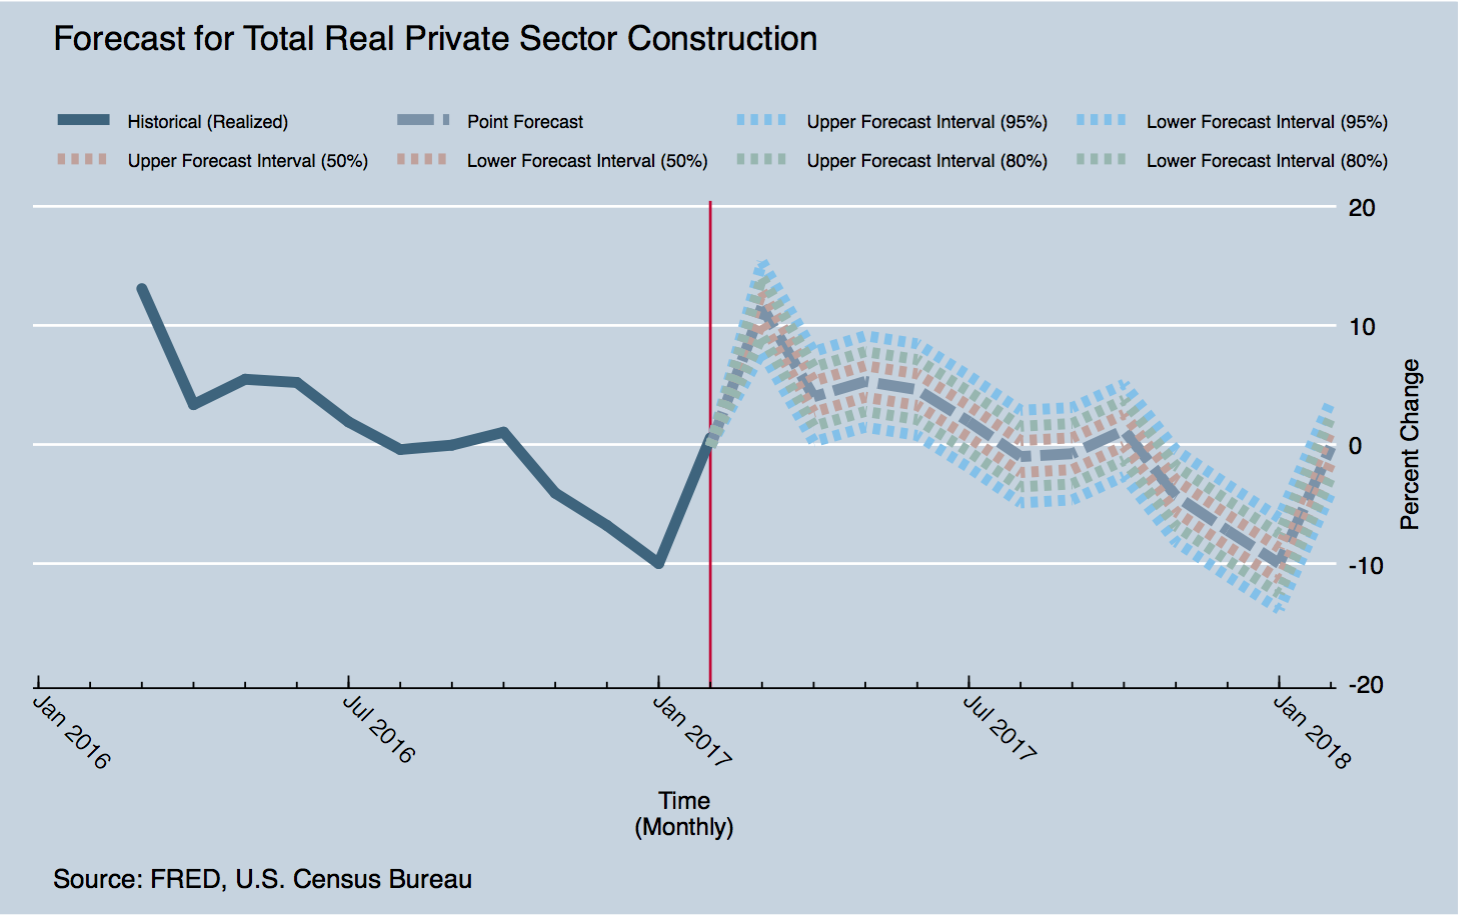 Forecast for Total Real Private Sector Construction
Historical (Realized)
Point Forecast
Upper Forecast Interval (95%)
Lower Forecast Interval (95%)
Upper Forecast Interval (50%)
Lower Forecast Interval (50%)
Upper Forecast Interval (80%)
Lower Forecast Interval (80%)
20
10
0
-10
-20
Percent Change
Jan 2016
Jul 2016
Jan 2017
Jul 2017
Jan 2018
Time
(Monthly)
Source: FRED, U.S. Census Bureau